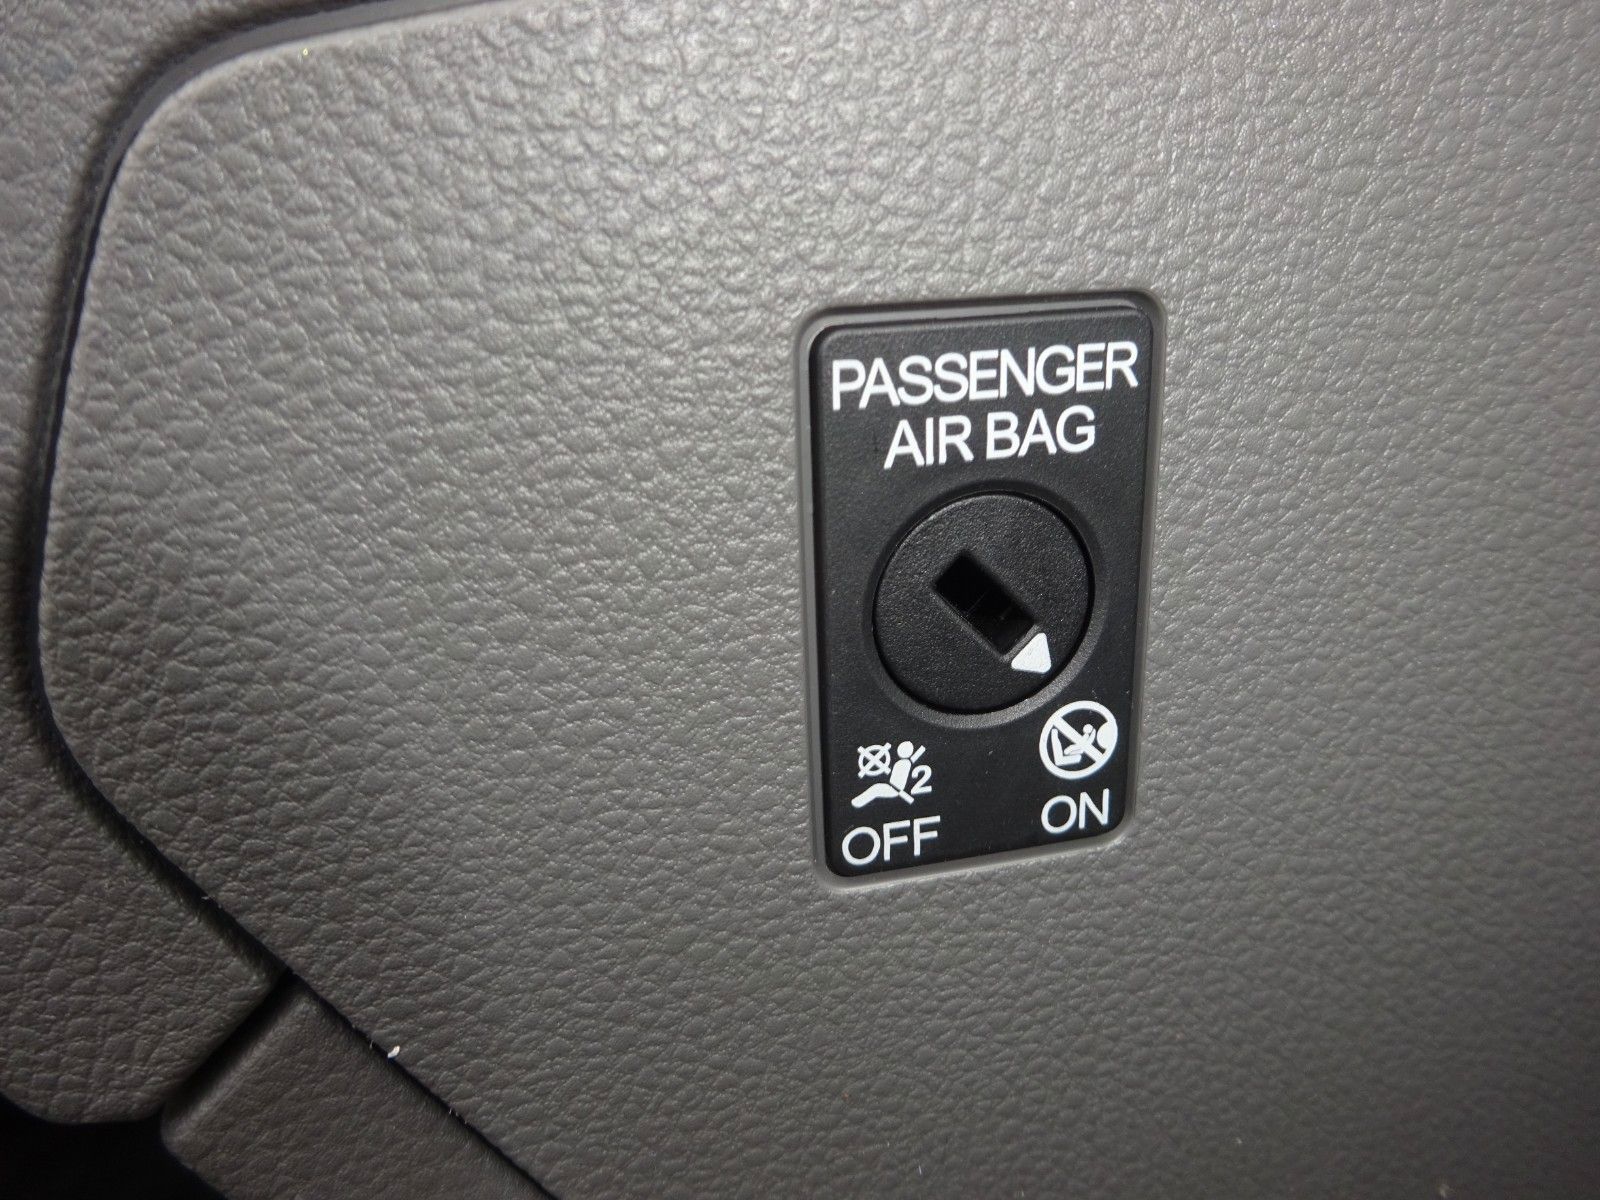 PASSENGER
AIR BAG
2
OFF ON